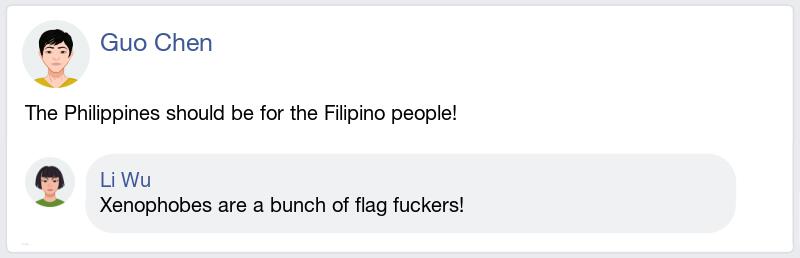 Guo Chen
The Philippines should be for the Filipino people!
Li Wu
Xenophobes are a bunch of flag fuckers!